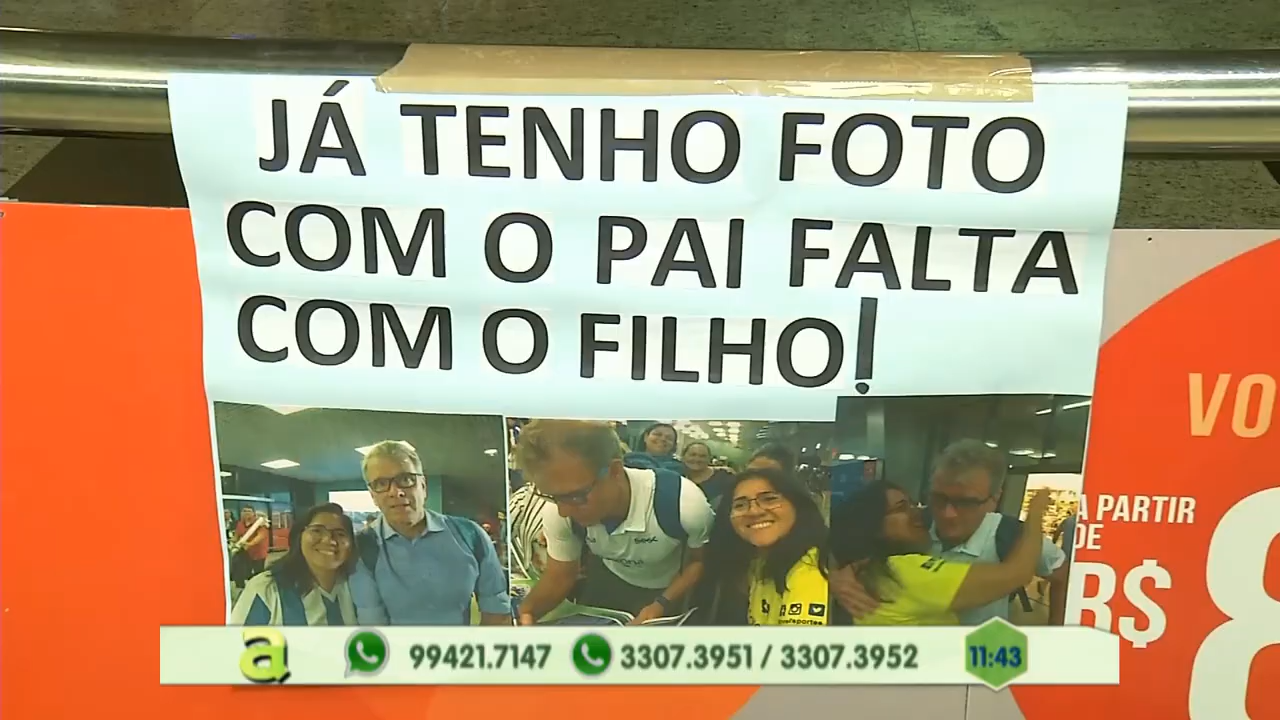 JÁ TENHO FOTO
COM O PAI FALTA
COM O FILHO!
VO
A PARTIR
DE
R$
8
a 99421.7147 3307.3951 / 3307.3952 11:43